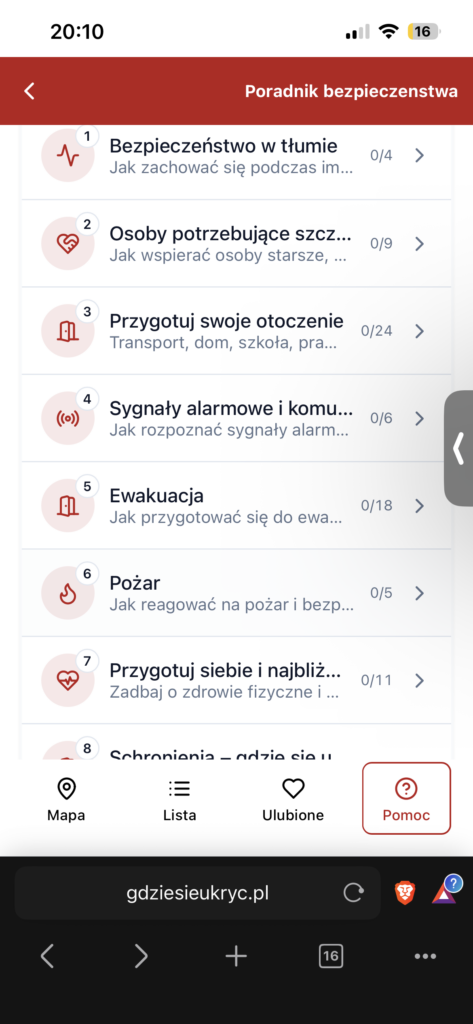 20:10
16
Poradnik bezpieczenstwa
1
Bezpieczeństwo w tłumie
Jak zachować się podczas im...
0/4
2
Osoby potrzebujące szcz...
Jak wspierać osoby starsze, ...
0/9
3
Przygotuj swoje otoczenie
Transport, dom, szkoła, pra...
0/24
4
Sygnały alarmowe i komu...
Jak rozpoznać sygnały alarm...
0/6
5
Ewakuacja
Jak przygotować się do ewa...
0/18
6
Pożar
Jak reagować na pożar i bezp...
0/5
7
Przygotuj siebie i najbliż...
Zadbaj o zdrowie fizyczne i ...
0/11
8
Schronienia – gdzie się u...
Mapa
Lista
Ulubione
Pomoc
gdziesieukryc.pl
?
16